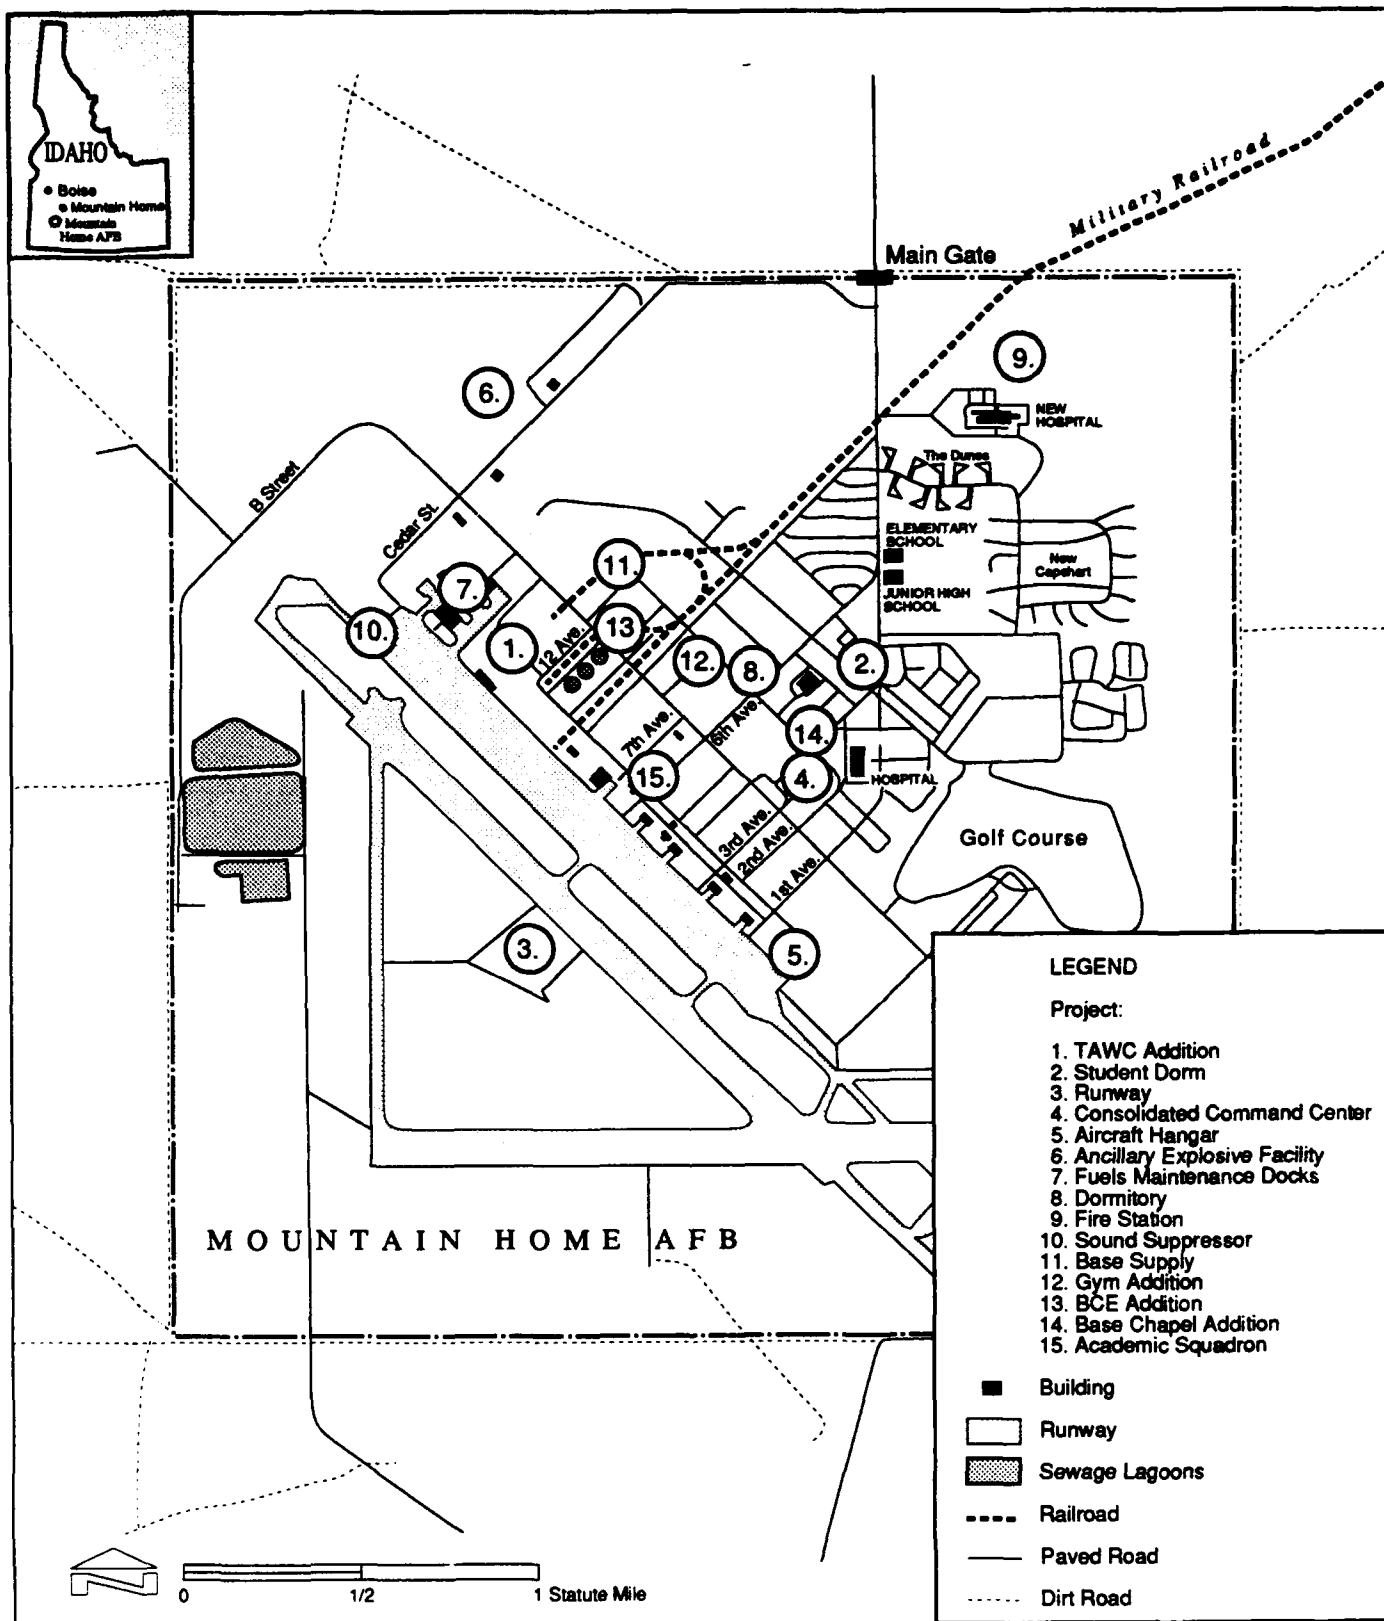 IDAHO
Boise
Mountain Home
Mountain
Home AFB
Military Railroad
Main Gate
9.
6.
NEW
HOSPITAL
The Dunes
B Street
Cedar St.
ELEMENTARY
SCHOOL
New
Capehart
11.
7.
JUNIOR HIGH
SCHOOL
10.
13
1.
12 Ave.
12.
8.
2.
7th Ave.
6th Ave.
14.
15.
4.
HOSPITAL
3rd Ave.
2nd Ave.
1st Ave.
Golf Course
3.
5.
LEGEND
Project:
1. TAWC Addition
2. Student Dorm
3. Runway
4. Consolidated Command Center
5. Aircraft Hangar
6. Ancillary Explosive Facility
7. Fuels Maintenance Docks
8. Dormitory
9. Fire Station
10. Sound Suppressor
11. Base Supply
12. Gym Addition
13. BCE Addition
14. Base Chapel Addition
15. Academic Squadron
MOUNTAIN HOME AFB
Building
Runway
Sewage Lagoons
Railroad
Paved Road
Dirt Road
N
0 1/2 1 Statute Mile